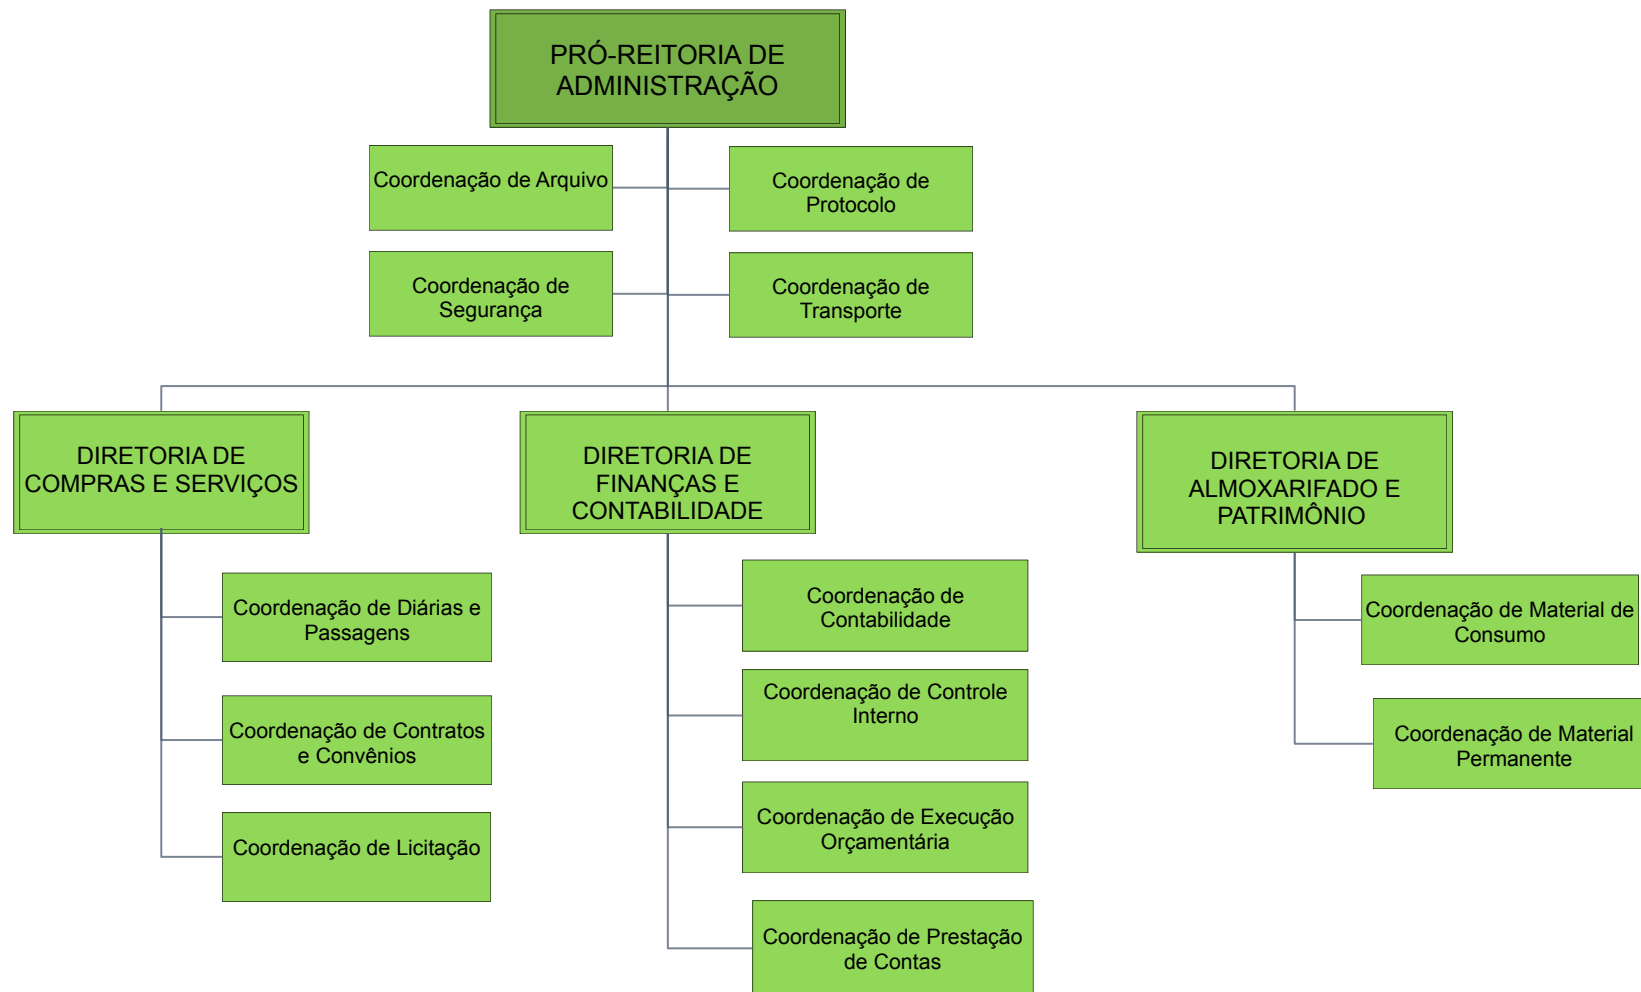 PRÓ-REITORIA DE
ADMINISTRAÇÃO
Coordenação de Arquivo
Coordenação de
Protocolo
Coordenação de
Segurança
Coordenação de
Transporte
DIRETORIA DE
COMPRAS E SERVIÇOS
DIRETORIA DE
FINANÇAS E
CONTABILIDADE
DIRETORIA DE
ALMOXARIFADO E
PATRIMÔNIO
Coordenação de Diárias e
Passagens
Coordenação de Contratos
e Convênios
Coordenação de Licitação
Coordenação de
Contabilidade
Coordenação de Controle
Interno
Coordenação de Execução
Orçamentária
Coordenação de Prestação
de Contas
Coordenação de Material de
Consumo
Coordenação de Material
Permanente